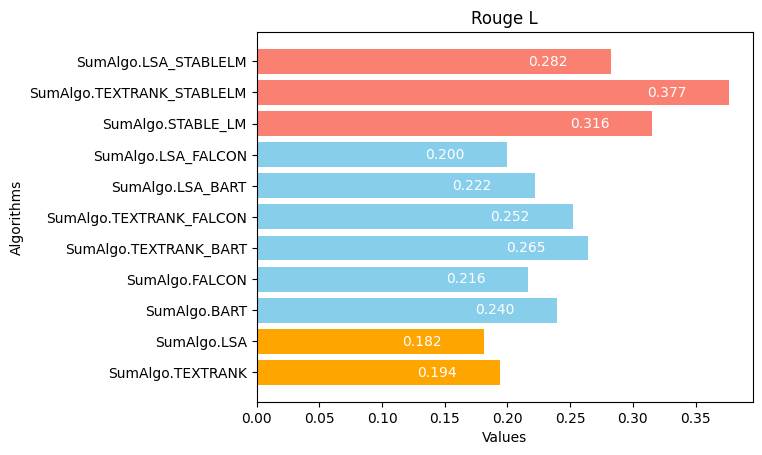 Rouge L
Algorithms
SumAlgo.LSA_STABLELM 0.282
SumAlgo.TEXTRANK_STABLELM 0.377
SumAlgo.STABLE_LM 0.316
SumAlgo.LSA_FALCON 0.200
SumAlgo.LSA_BART 0.222
SumAlgo.TEXTRANK_FALCON 0.252
SumAlgo.TEXTRANK_BART 0.265
SumAlgo.FALCON 0.216
SumAlgo.BART 0.240
SumAlgo.LSA 0.182
SumAlgo.TEXTRANK 0.194
0.00 0.05 0.10 0.15 0.20 0.25 0.30 0.35
Values